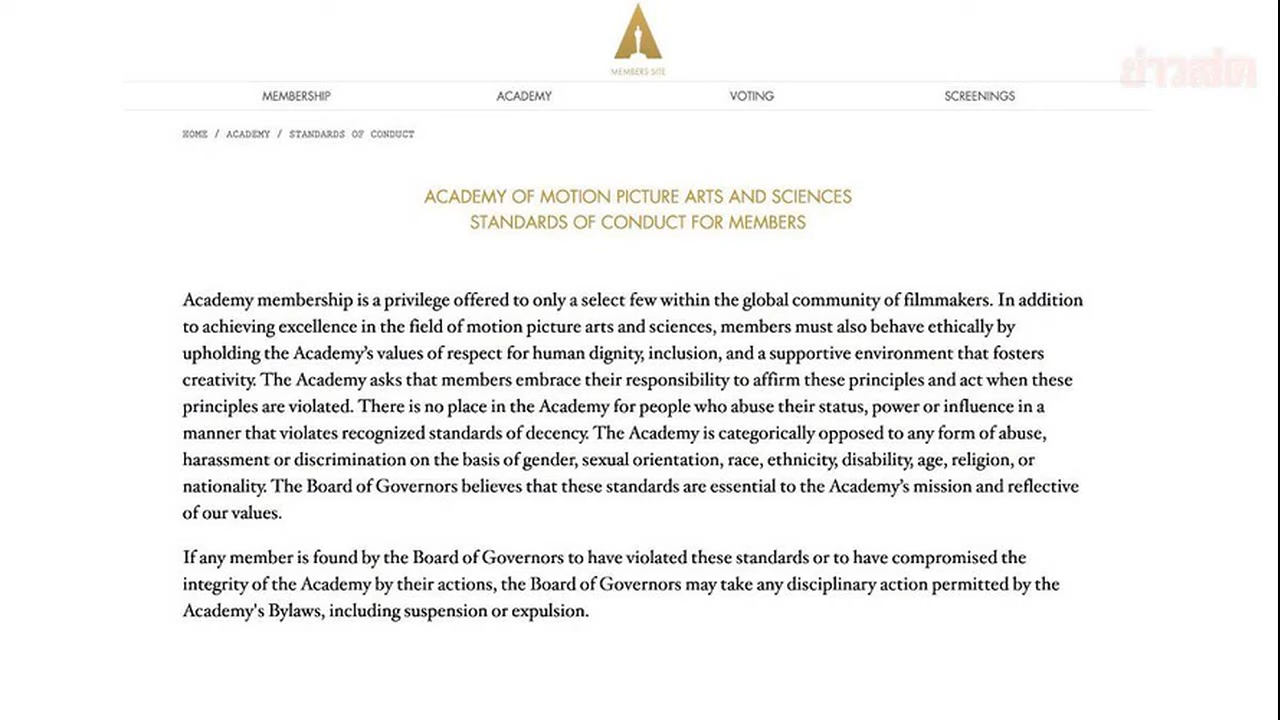 MEMBERS SITE
ข่าวสด
MEMBERSHIP ACADEMY VOTING SCREENINGS
HOME / ACADEMY / STANDARDS OF CONDUCT
ACADEMY OF MOTION PICTURE ARTS AND SCIENCES
STANDARDS OF CONDUCT FOR MEMBERS
Academy membership is a privilege offered to only a select few within the global community of filmmakers. In addition
to achieving excellence in the field of motion picture arts and sciences, members must also behave ethically by
upholding the Academy’s values of respect for human dignity, inclusion, and a supportive environment that fosters
creativity. The Academy asks that members embrace their responsibility to affirm these principles and act when these
principles are violated. There is no place in the Academy for people who abuse their status, power or influence in a
manner that violates recognized standards of decency. The Academy is categorically opposed to any form of abuse,
harassment or discrimination on the basis of gender, sexual orientation, race, ethnicity, disability, age, religion, or
nationality. The Board of Governors believes that these standards are essential to the Academy’s mission and reflective
of our values.
If any member is found by the Board of Governors to have violated these standards or to have compromised the
integrity of the Academy by their actions, the Board of Governors may take any disciplinary action permitted by the
Academy's Bylaws, including suspension or expulsion.